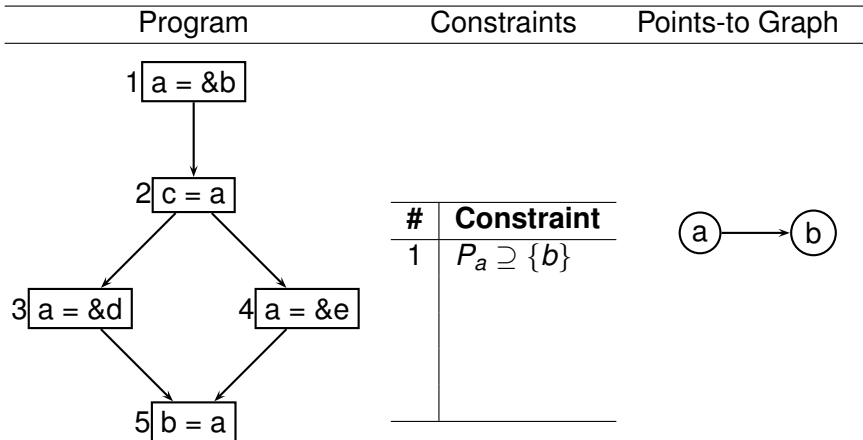 Program Constraints Points-to Graph
1 a = &b
2 c = a
# Constraint
1 P_a ⊇ {b}
a b
3 a = &d 4 a = &e
5 b = a